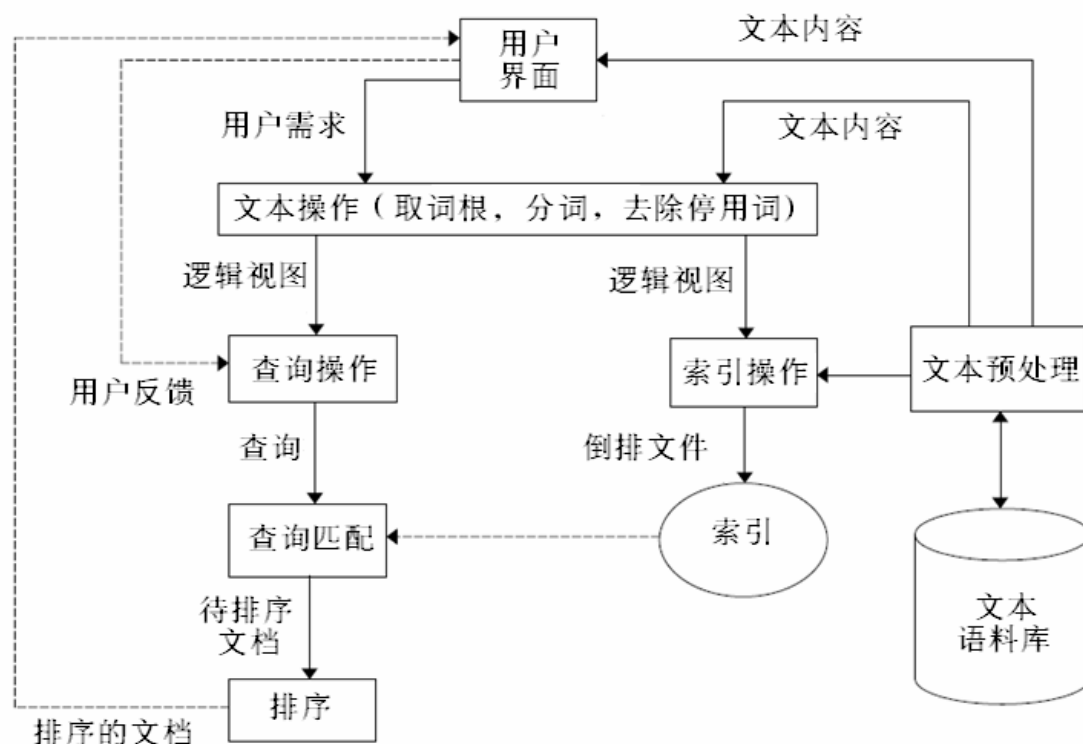 用户
界面
文本内容
用户需求
文本内容
文本操作（取词根，分词，去除停用词）
逻辑视图
逻辑视图
查询操作
索引操作
文本预处理
用户反馈
查询
倒排文件
查询匹配
索引
待排序
文档
文本
语料库
排序
排序的文档